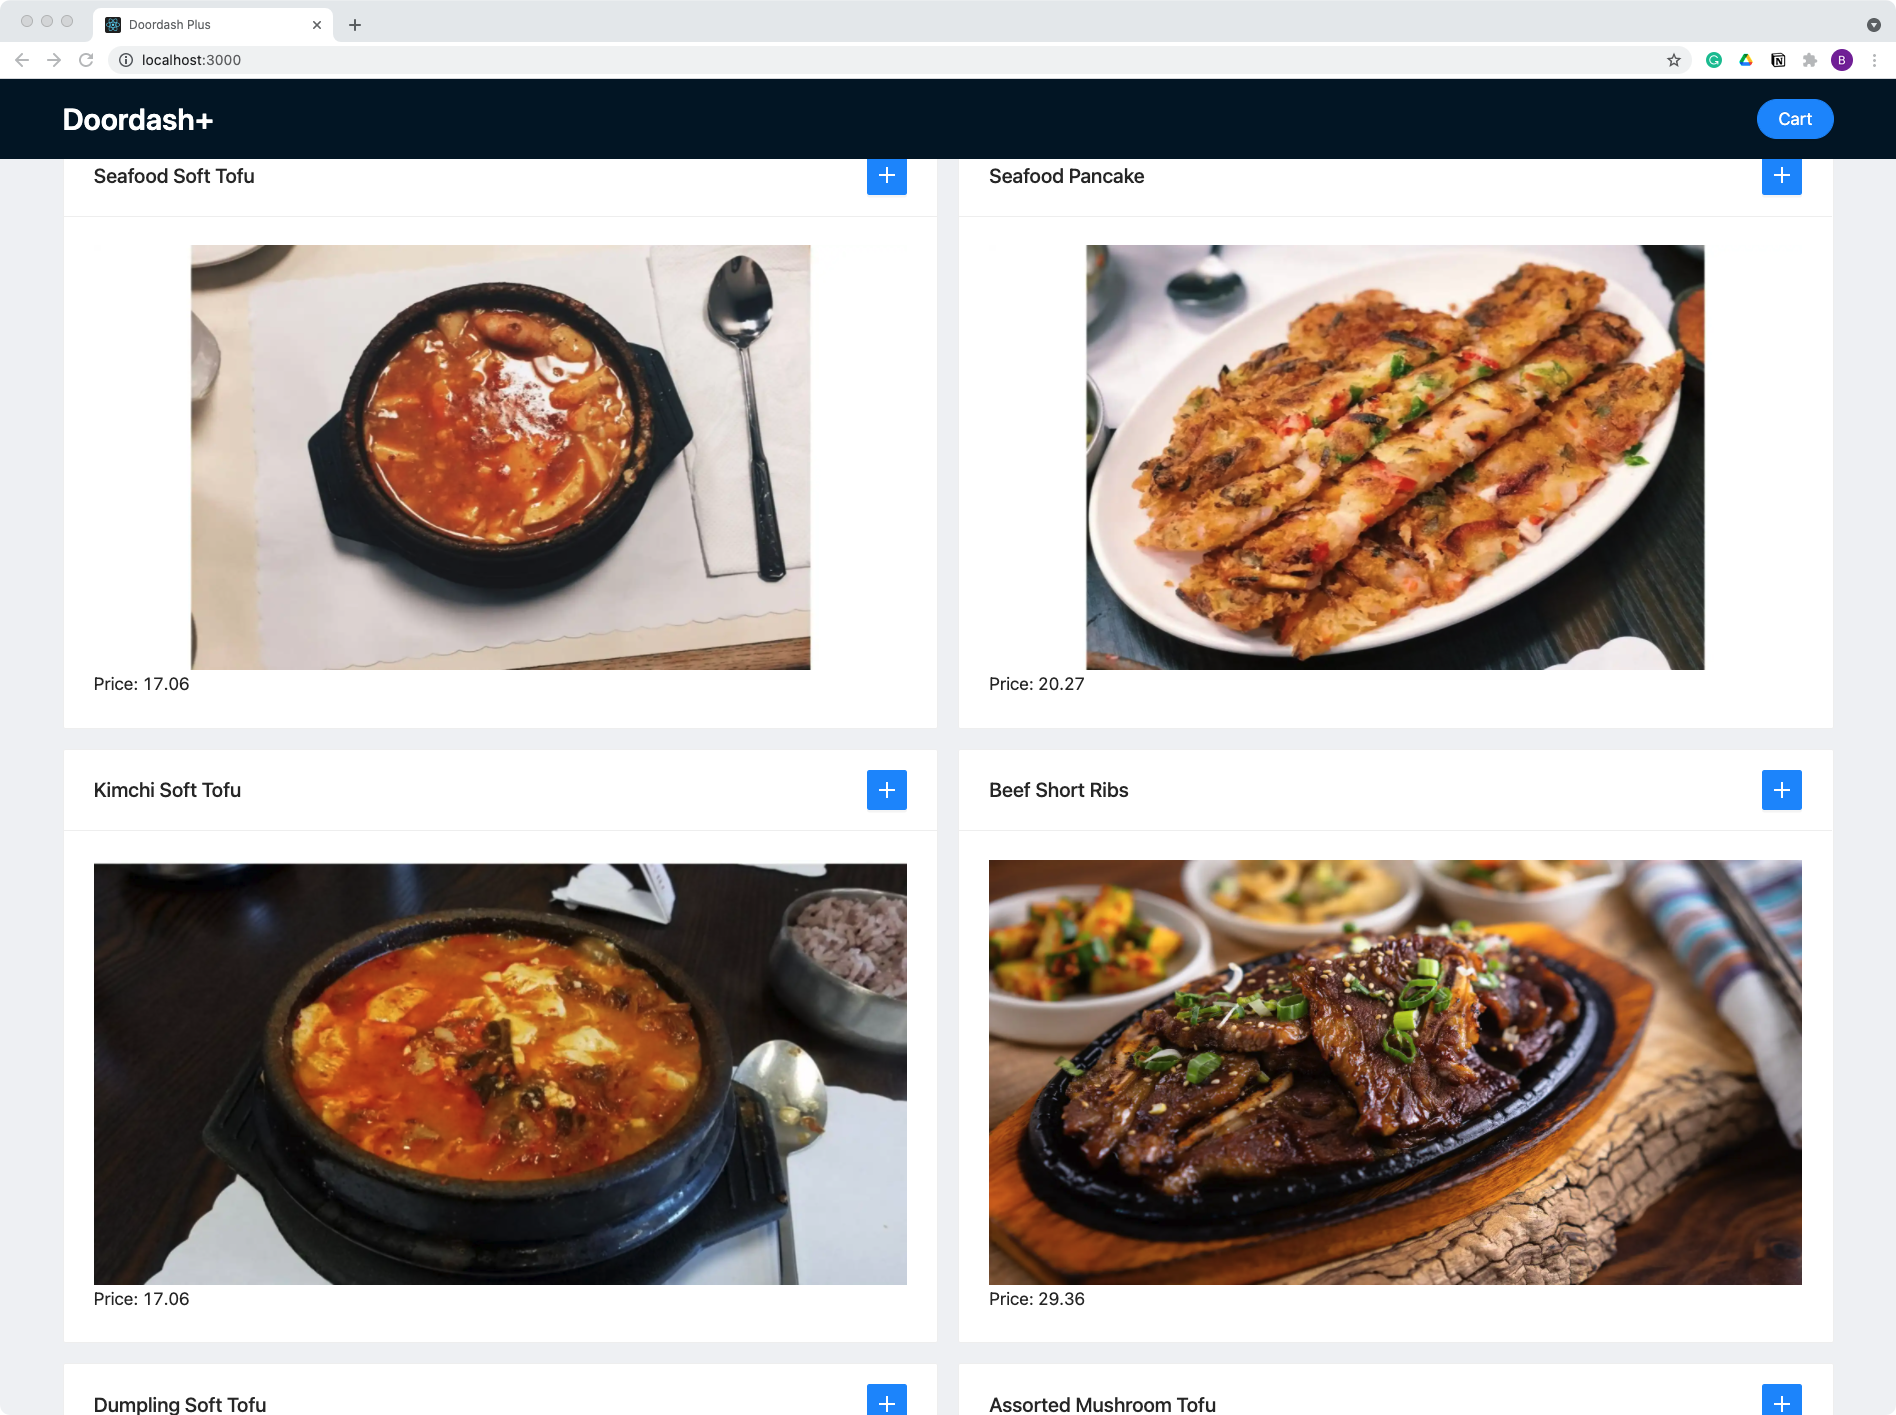 Doordash Plus
localhost:3000
B
Doordash+
Cart
Seafood Soft Tofu
Seafood Pancake
Price: 17.06
Price: 20.27
Kimchi Soft Tofu
Beef Short Ribs
Price: 17.06
Price: 29.36
Dumpling Soft Tofu
Assorted Mushroom Tofu